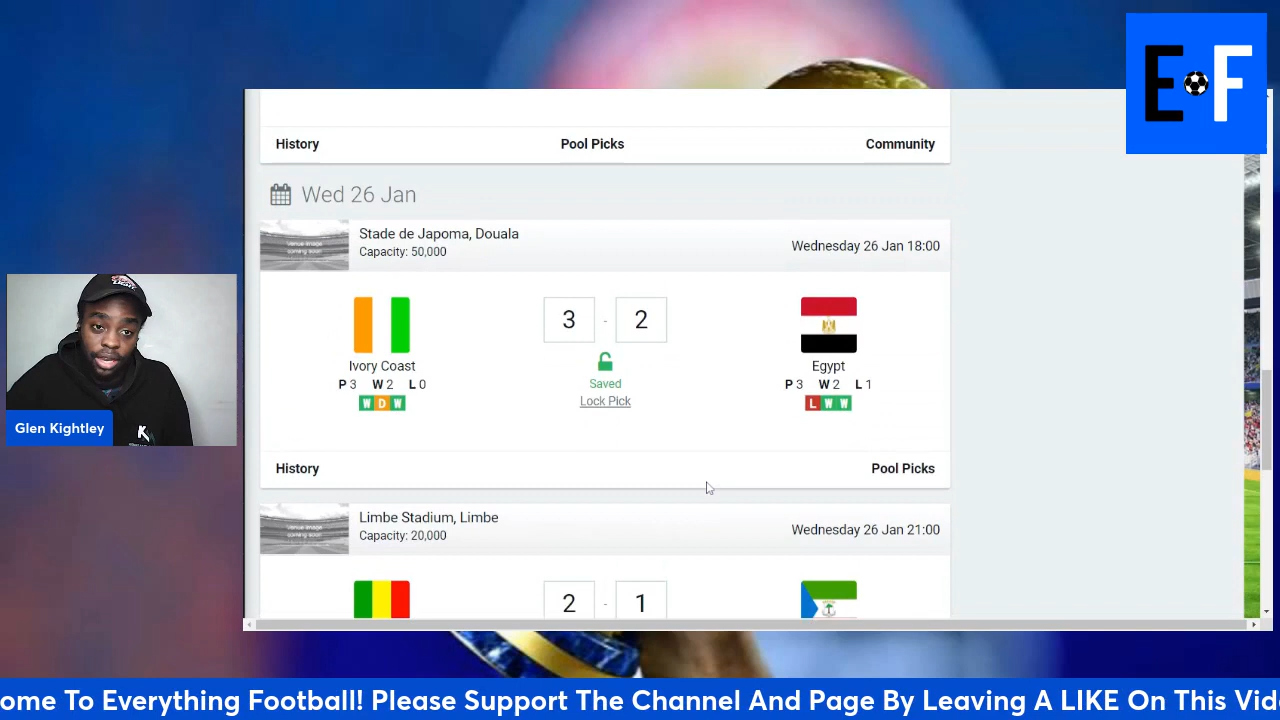 E F
History Pool Picks Community
Wed 26 Jan
Stade de Japoma, Douala
Capacity: 50,000
Wednesday 26 Jan 18:00
3 - 2
Ivory Coast
P 3 W 2 L 0
W D W
Saved
Lock Pick
Egypt
P 3 W 2 L 1
L W W
Glen Kightley
History Pool Picks
Limbe Stadium, Limbe
Capacity: 20,000
Wednesday 26 Jan 21:00
2 - 1
ome To Everything Football! Please Support The Channel And Page By Leaving A LIKE On This Vid